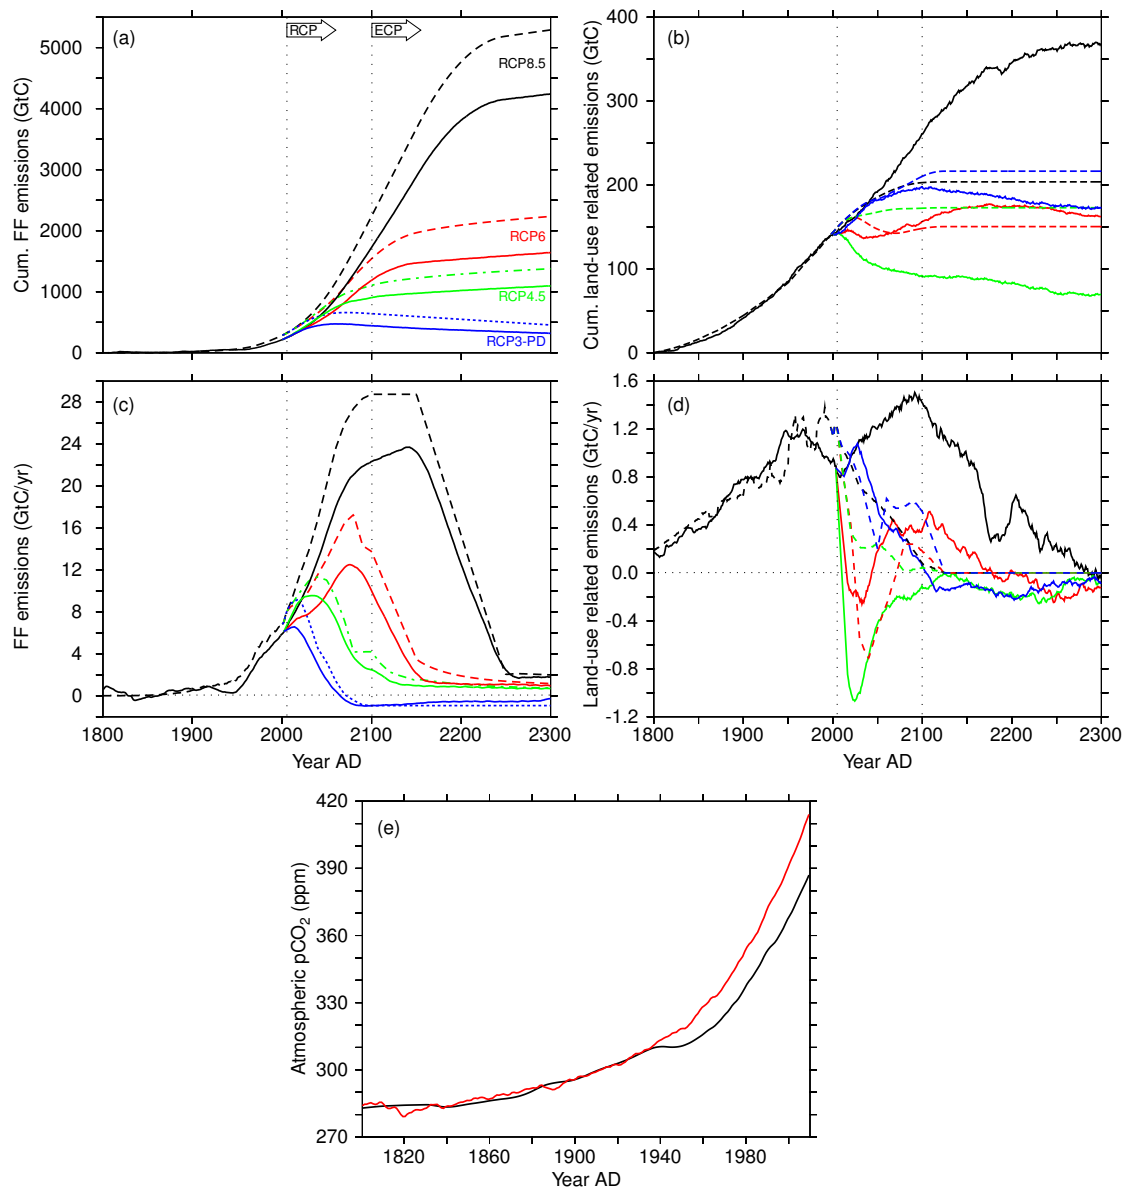 (a)
RCP
ECP
5000
4000
3000
2000
1000
0
Cum. FF emissions (GtC)
RCP8.5
RCP6
RCP4.5
RCP3-PD
(b)
400
300
200
100
0
Cum. land-use related emissions (GtC)
(c)
28
24
20
16
12
8
4
0
FF emissions (GtC/yr)
1800 1900 2000 2100 2200 2300
Year AD
(d)
1.6
1.2
0.8
0.4
0.0
-0.4
-0.8
-1.2
Land-use related emissions (GtC/yr)
1800 1900 2000 2100 2200 2300
Year AD
(e)
420
390
360
330
300
270
Atmospheric pCO₂ (ppm)
1820 1860 1900 1940 1980
Year AD